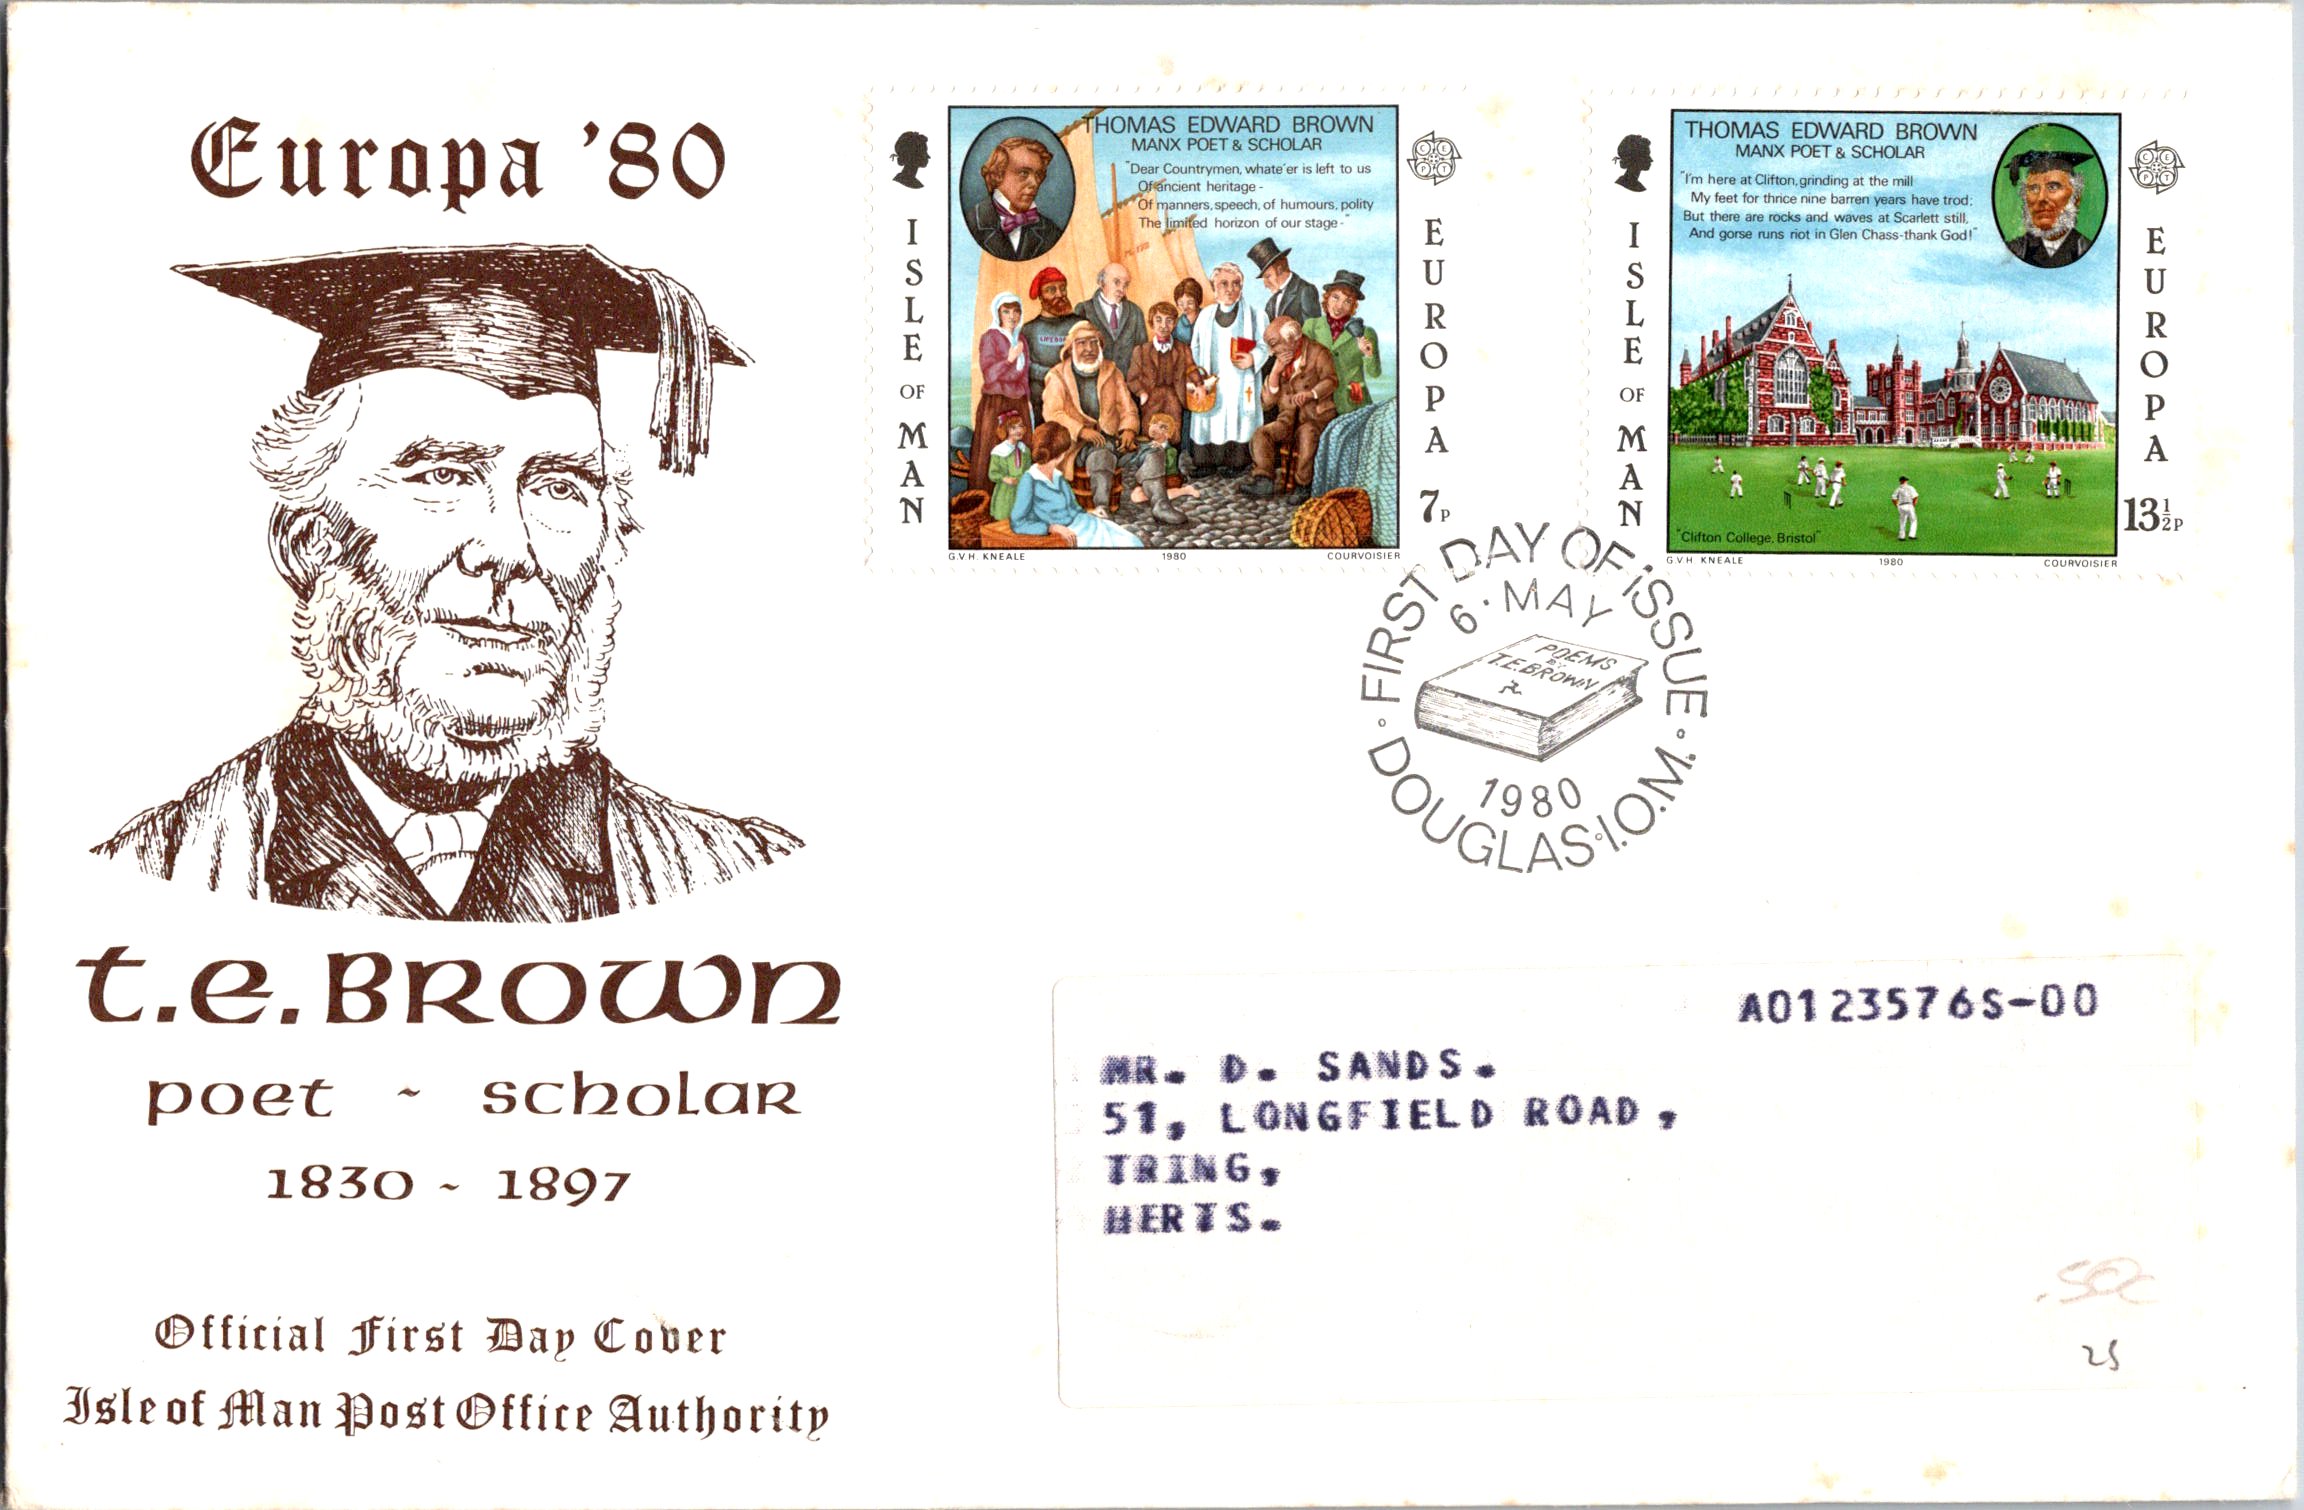 Europa '80
T.E. BROWN
poet ~ scholar
1830 ~ 1897
Official First Day Cover
Isle of Man Post Office Authority
ISLE OF MAN
THOMAS EDWARD BROWN
MANX POET & SCHOLAR
"Dear Countrymen, whate'er is left to us
Of ancient heritage -
Of manners, speech, of humours, polity
The limited horizon of our stage -"
EUROPA
CEPT
7p
G.V.H. KNEALE 1980 COURVOISIER
ISLE OF MAN
THOMAS EDWARD BROWN
MANX POET & SCHOLAR
"I'm here at Clifton, grinding at the mill
My feet for thrice nine barren years have trod;
But there are rocks and waves at Scarlett still,
And gorse runs riot in Glen Chass-thank God!"
"Clifton College, Bristol"
EUROPA
CEPT
13½p
G.V.H. KNEALE 1980 COURVOISIER
FIRST DAY OF ISSUE
6 · MAY
POEMS
BY
T.E. BROWN
1980
DOUGLAS I.O.M.
A0123576S-00
MR. D. SANDS.
51, LONGFIELD ROAD,
TRING,
HERTS.
25